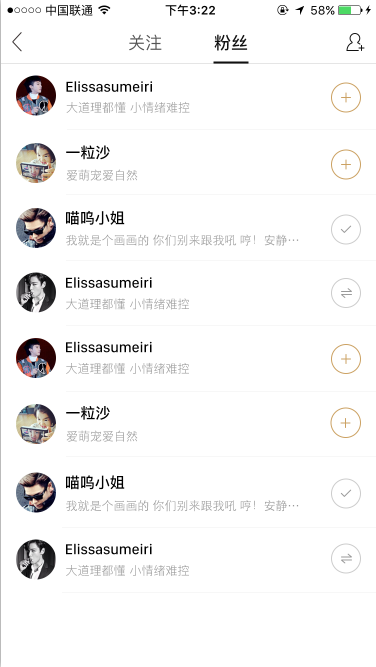 中国联通 下午3:22 58%
关注 粉丝
Elissasumeiri
大道理都懂 小情绪难控
一粒沙
爱萌宠爱自然
喵呜小姐
我就是个画画的 你们别来跟我吼 哼！安静…
Elissasumeiri
大道理都懂 小情绪难控
Elissasumeiri
大道理都懂 小情绪难控
一粒沙
爱萌宠爱自然
喵呜小姐
我就是个画画的 你们别来跟我吼 哼！安静…
Elissasumeiri
大道理都懂 小情绪难控